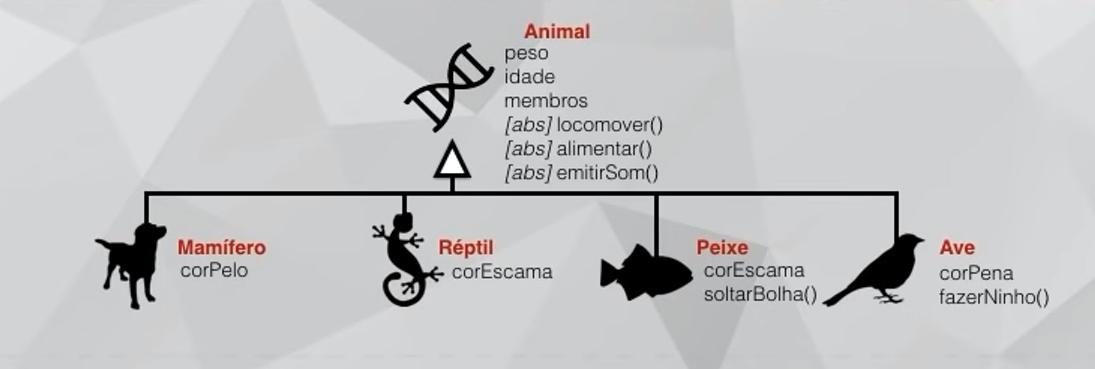 Animal
peso
idade
membros
[abs] locomover()
[abs] alimentar()
[abs] emitirSom()
Mamífero
corPelo
Réptil
corEscama
Peixe
corEscama
soltarBolha()
Ave
corPena
fazerNinho()